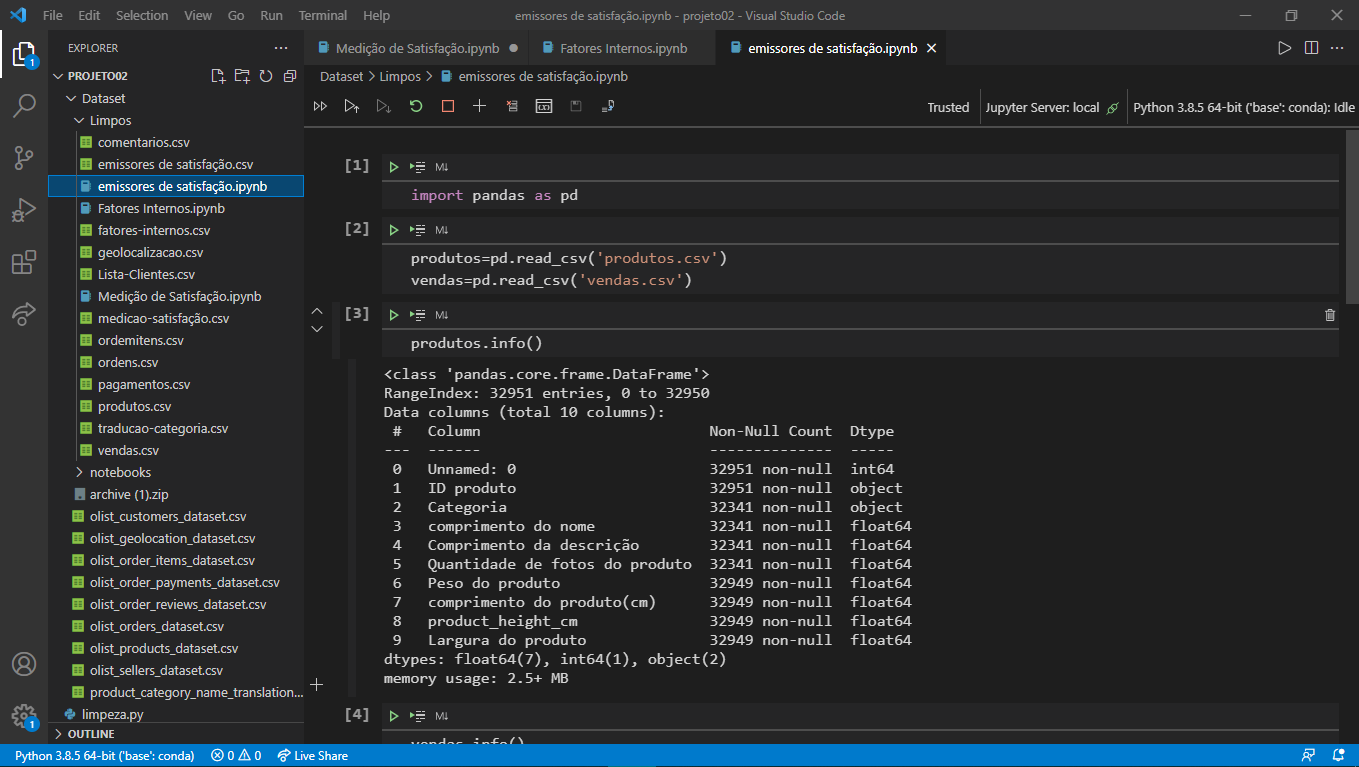 File Edit Selection View Go Run Terminal Help emissores de satisfação.ipynb - projeto02 - Visual Studio Code
EXPLORER ...
PROJETO02
Dataset
Limpos
comentarios.csv
emissores de satisfação.csv
emissores de satisfação.ipynb
Fatores Internos.ipynb
fatores-internos.csv
geolocalizacao.csv
Lista-Clientes.csv
Medição de Satisfação.ipynb
medicao-satisfação.csv
ordemitens.csv
ordens.csv
pagamentos.csv
produtos.csv
traducao-categoria.csv
vendas.csv
notebooks
archive (1).zip
olist_customers_dataset.csv
olist_geolocation_dataset.csv
olist_order_items_dataset.csv
olist_order_payments_dataset.csv
olist_order_reviews_dataset.csv
olist_orders_dataset.csv
olist_products_dataset.csv
olist_sellers_dataset.csv
product_category_name_translation...
limpeza.py
OUTLINE
1
1
Medição de Satisfação.ipynb Fatores Internos.ipynb emissores de satisfação.ipynb
Dataset > Limpos > emissores de satisfação.ipynb
Trusted Jupyter Server: local Python 3.8.5 64-bit ('base': conda): Idle
[1] M↓
import pandas as pd
[2] M↓
produtos=pd.read_csv('produtos.csv')
vendas=pd.read_csv('vendas.csv')
[3] M↓
produtos.info()
<class 'pandas.core.frame.DataFrame'>
RangeIndex: 32951 entries, 0 to 32950
Data columns (total 10 columns):
# Column Non-Null Count Dtype
--- ------ -------------- -----
0 Unnamed: 0 32951 non-null int64
1 ID produto 32951 non-null object
2 Categoria 32341 non-null object
3 comprimento do nome 32341 non-null float64
4 Comprimento da descrição 32341 non-null float64
5 Quantidade de fotos do produto 32341 non-null float64
6 Peso do produto 32949 non-null float64
7 comprimento do produto(cm) 32949 non-null float64
8 product_height_cm 32949 non-null float64
9 Largura do produto 32949 non-null float64
dtypes: float64(7), int64(1), object(2)
memory usage: 2.5+ MB
[4] M↓
vendas.info()
Python 3.8.5 64-bit ('base': conda) 0 0 Live Share